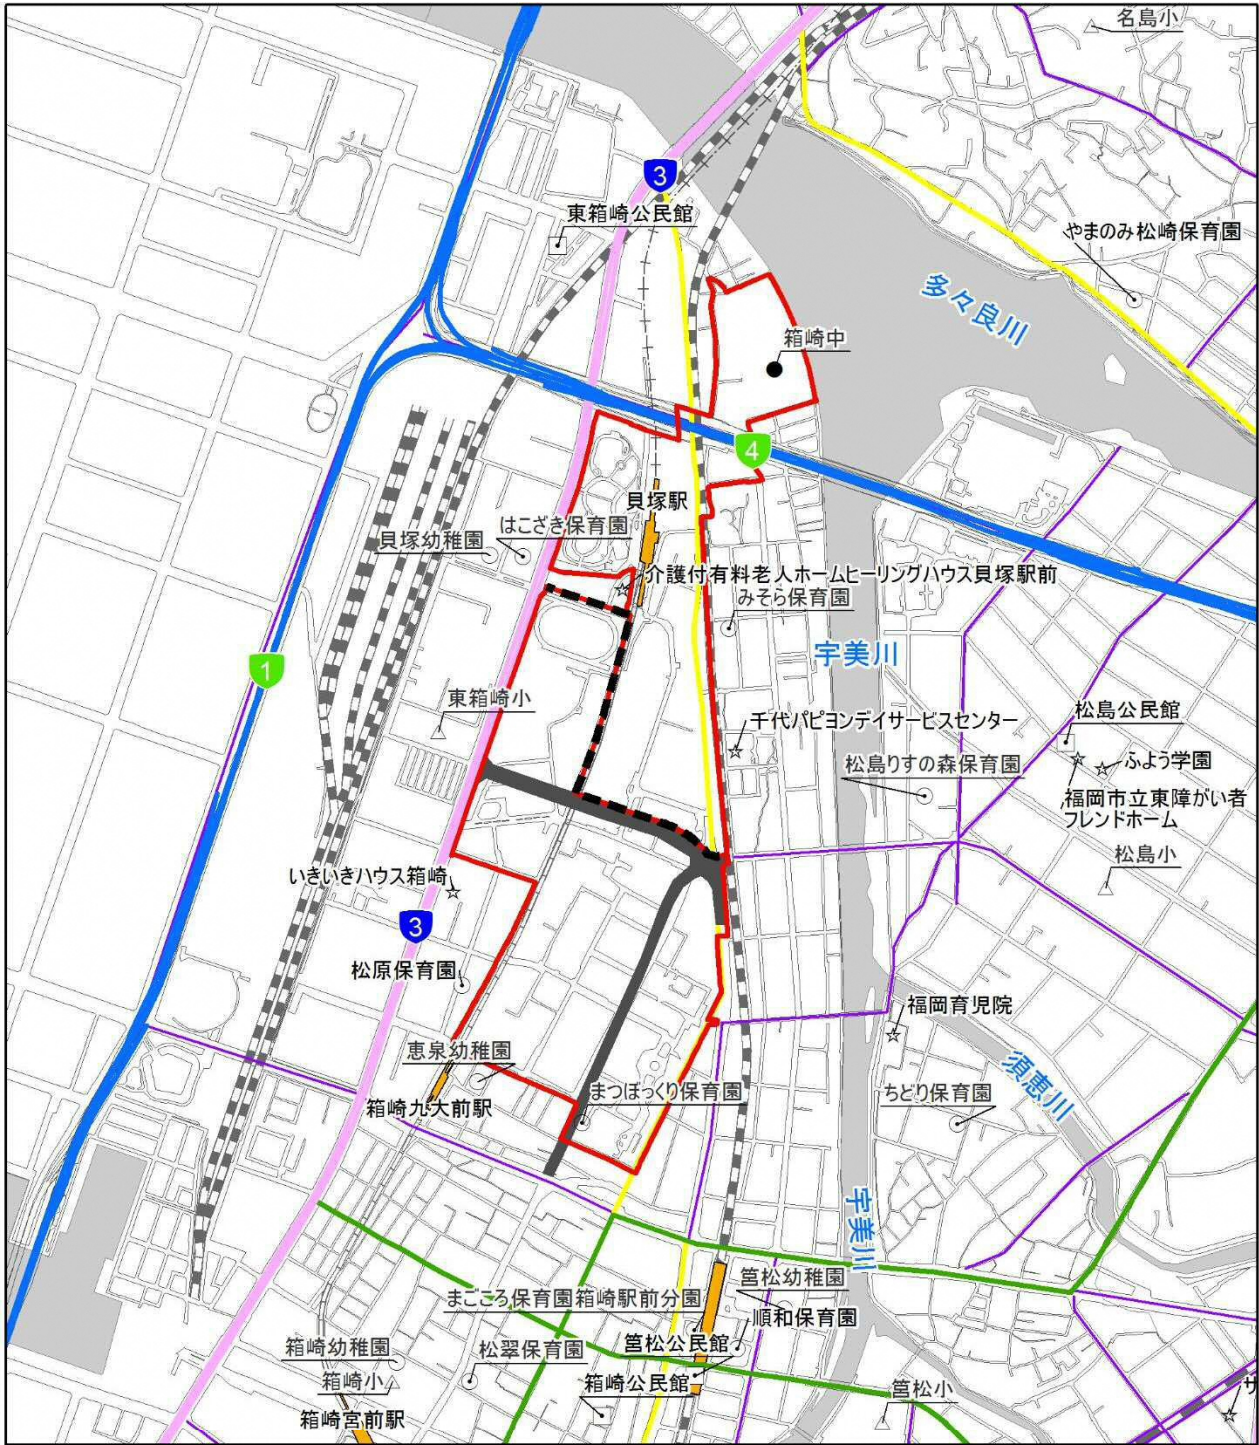 名島小
3
東箱崎公民館
やまのみ松崎保育園
多々良川
箱崎中
4
貝塚駅
はこざき保育園
貝塚幼稚園
介護付有料老人ホームヒーリングハウス貝塚駅前
みそら保育園
宇美川
1
東箱崎小
千代パピヨンデイサービスセンター
松島公民館
松島りすの森保育園
ふよう学園
福岡市立東障がい者
フレンドホーム
松島小
いきいきハウス箱崎
3
松原保育園
福岡育児院
恵泉幼稚園
須恵川
箱崎九大前駅
まつぼっくり保育園
ちどり保育園
宇美川
筥松幼稚園
まごころ保育園箱崎駅前分園
順和保育園
箱崎幼稚園
松翠保育園
筥松公民館
箱崎小
箱崎公民館
筥松小
サ
箱崎宮前駅